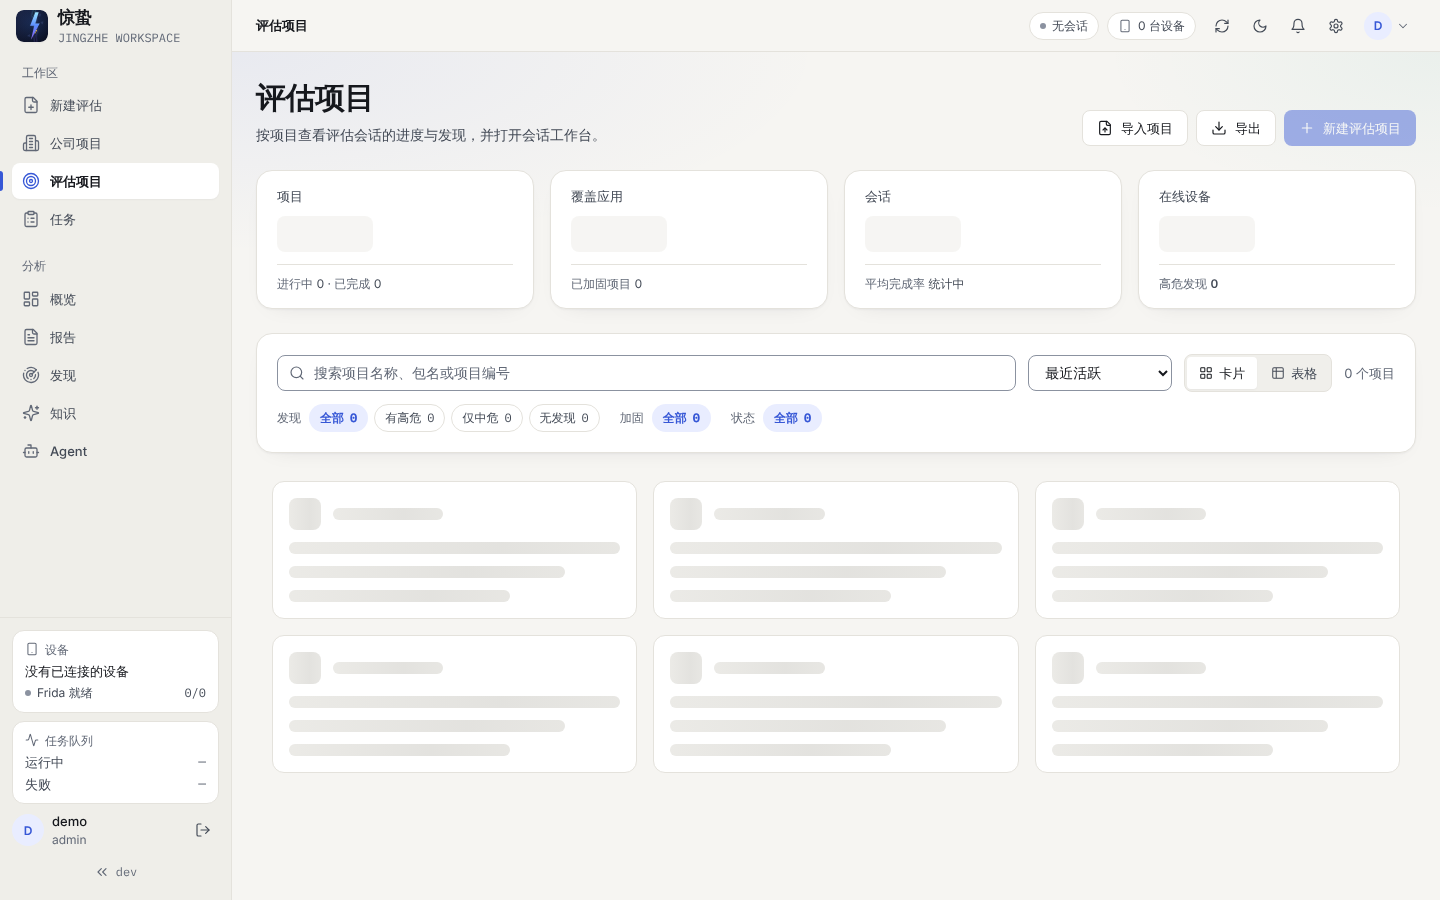 惊蛰
JINGZHE WORKSPACE
工作区
新建评估
公司项目
评估项目
任务
分析
概览
报告
发现
知识
Agent
设备
没有已连接的设备
Frida 就绪 0/0
任务队列
运行中 —
失败 —
D demo
admin
dev
评估项目
无会话
0 台设备
D
评估项目
按项目查看评估会话的进度与发现，并打开会话工作台。
导入项目
导出
新建评估项目
项目
进行中 0 · 已完成 0
覆盖应用
已加固项目 0
会话
平均完成率 统计中
在线设备
高危发现 0
搜索项目名称、包名或项目编号
最近活跃
卡片
表格
0 个项目
发现 全部 0 有高危 0 仅中危 0 无发现 0 加固 全部 0 状态 全部 0